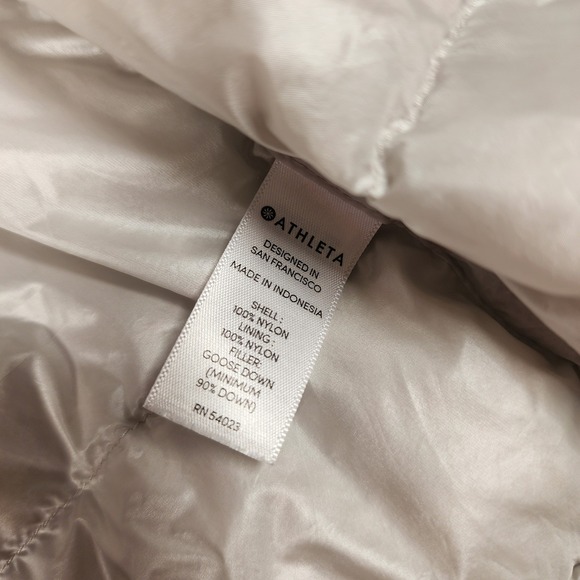 ATHLETA
DESIGNED IN
SAN FRANCISCO
MADE IN INDONESIA
SHELL :
100% NYLON
LINING :
100% NYLON
FILLER:
GOOSE DOWN
(MINIMUM
90% DOWN)
RN 54023